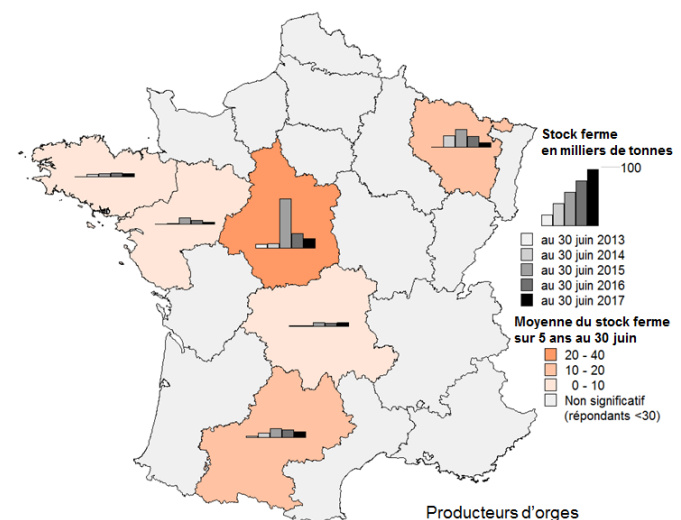 Stock ferme
en milliers de tonnes
100
au 30 juin 2013
au 30 juin 2014
au 30 juin 2015
au 30 juin 2016
au 30 juin 2017
Moyenne du stock ferme
sur 5 ans au 30 juin
20 - 40
10 - 20
0 - 10
Non significatif
(répondants <30)
Producteurs d'orges